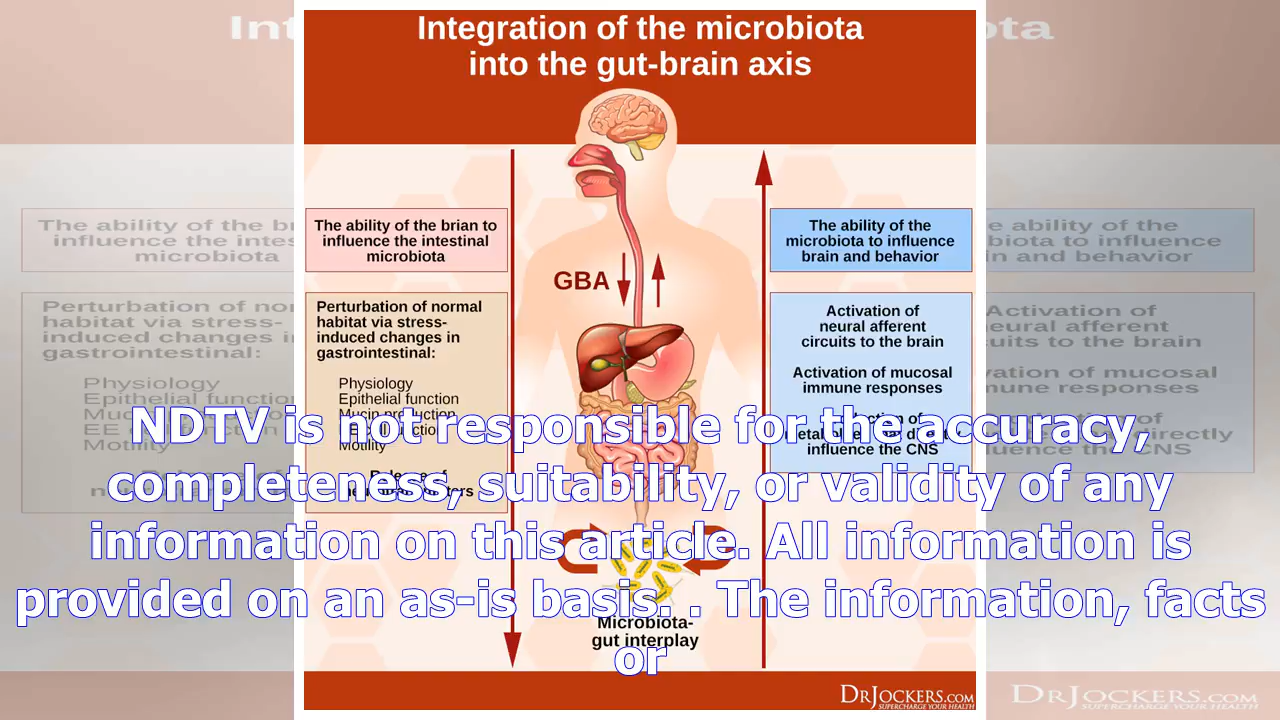 Integration of the microbiota
into the gut-brain axis
The ability of the brian to
influence the intestinal
microbiota
The ability of the
microbiota to influence
brain and behavior
GBA
Perturbation of normal
habitat via stress-
induced changes in
gastrointestinal:
Physiology
Epithelial function
Mucin production
Motility
Activation of
neural afferent
circuits to the brain
Activation of mucosal
immune responses
influence the CNS
NDTV is not responsible for the accuracy,
completeness, suitability, or validity of any
information on this article. All information is
provided on an as-is basis. . The information, facts
or
Microbiota-
gut interplay
DRJOCKERS.COM
SUPERCHARGE YOUR HEALTH